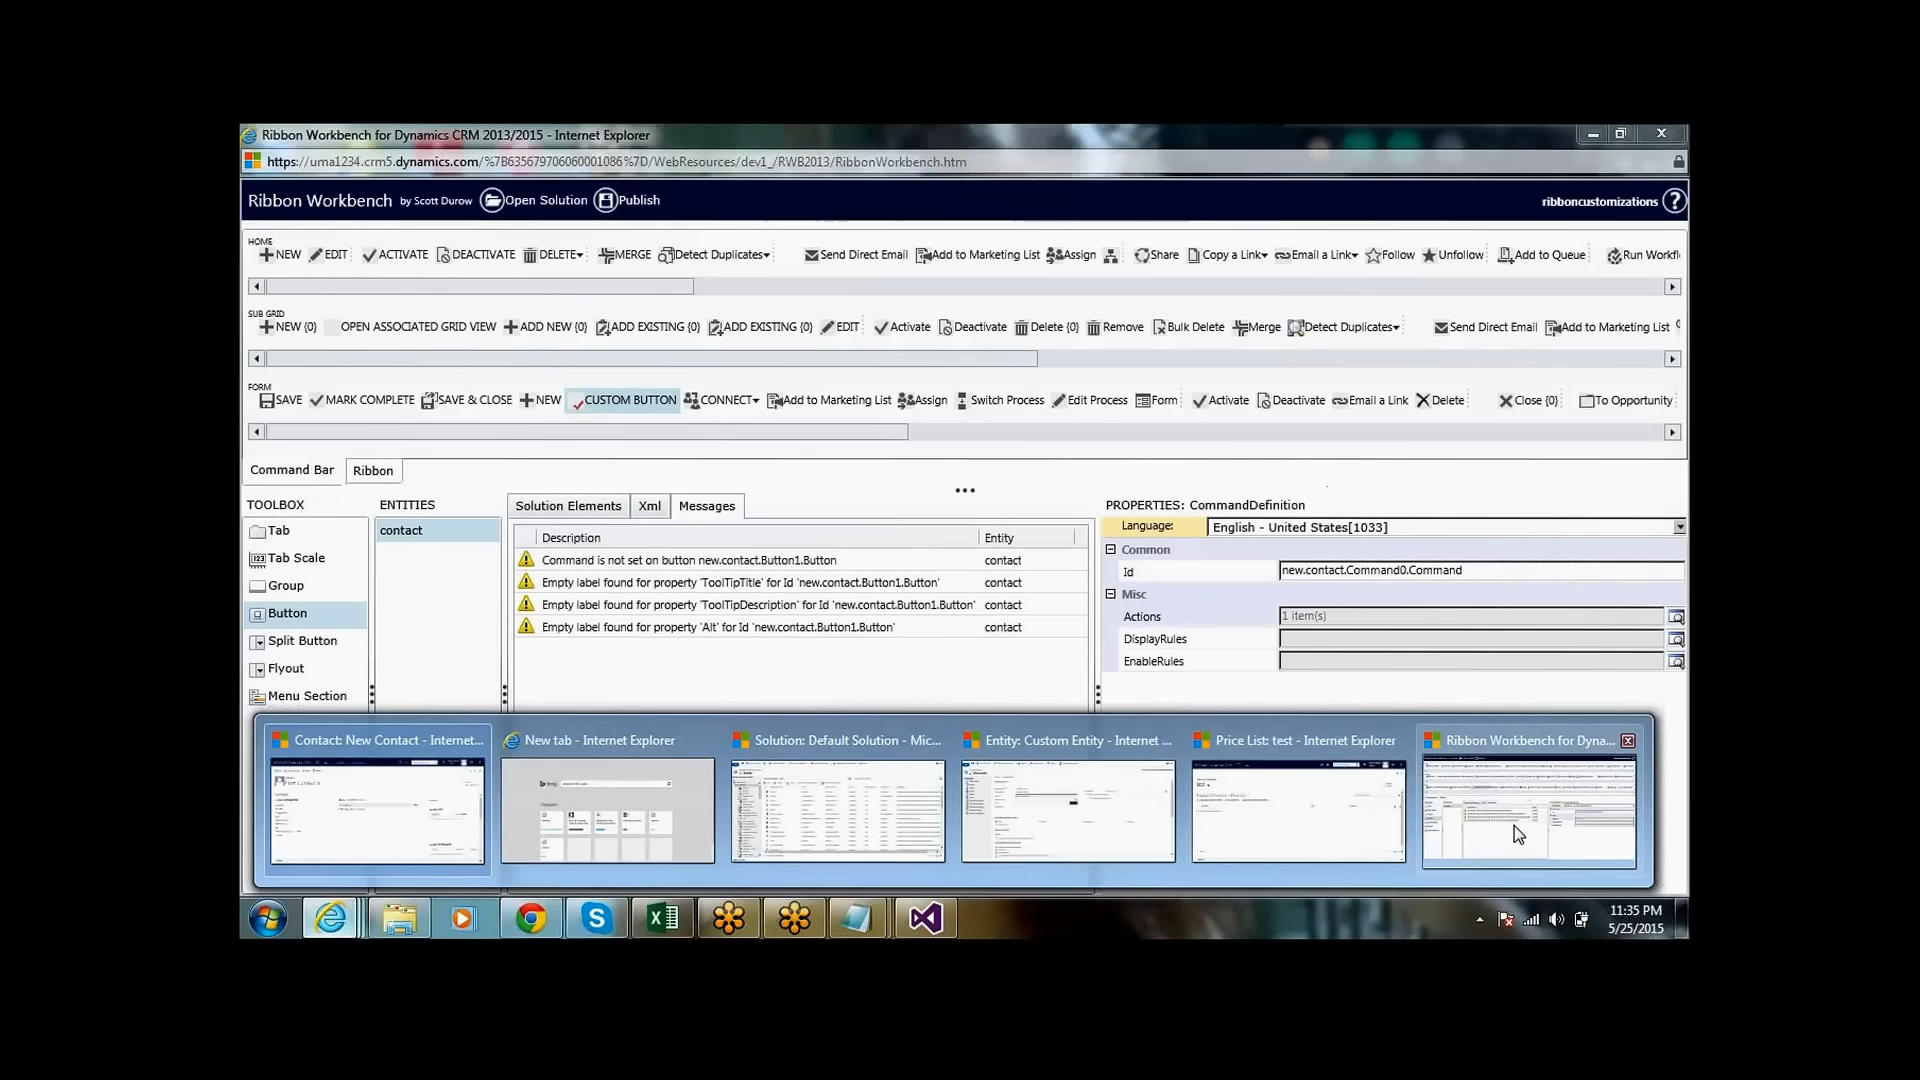 Ribbon Workbench for Dynamics CRM 2013/2015 - Internet Explorer
https://uma1234.crm5.dynamics.com/%7B635679706060001086%7D/WebResources/dev1_/RWB2013/RibbonWorkbench.htm
Ribbon Workbench by Scott Durow Open Solution Publish ribboncustomizations ?
HOME
NEW EDIT ACTIVATE DEACTIVATE DELETE MERGE Detect Duplicates Send Direct Email Add to Marketing List Assign Share Copy a Link Email a Link Follow Unfollow Add to Queue Run Workfl
SUB GRID
NEW {0} OPEN ASSOCIATED GRID VIEW ADD NEW {0} ADD EXISTING {0} ADD EXISTING {0} EDIT Activate Deactivate Delete {0} Remove Bulk Delete Merge Detect Duplicates Send Direct Email Add to Marketing List
FORM
SAVE MARK COMPLETE SAVE & CLOSE NEW CUSTOM BUTTON CONNECT Add to Marketing List Assign Switch Process Edit Process Form Activate Deactivate Email a Link Delete Close {0} To Opportunity
Command Bar Ribbon
TOOLBOX ENTITIES Solution Elements Xml Messages PROPERTIES: CommandDefinition
Tab contact Description Entity Language: English - United States[1033]
Tab Scale Command is not set on button new.contact.Button1.Button contact Common
Group Empty label found for property 'ToolTipTitle' for Id 'new.contact.Button1.Button' contact Id new.contact.Command0.Command
Button Empty label found for property 'ToolTipDescription' for Id 'new.contact.Button1.Button' contact Misc
Split Button Empty label found for property 'Alt' for Id 'new.contact.Button1.Button' contact Actions 1 item(s)
Flyout DisplayRules
Menu Section EnableRules
Contact: New Contact - Internet... New tab - Internet Explorer Solution: Default Solution - Mic... Entity: Custom Entity - Internet ... Price List: test - Internet Explorer Ribbon Workbench for Dyna...
11:35 PM
5/25/2015